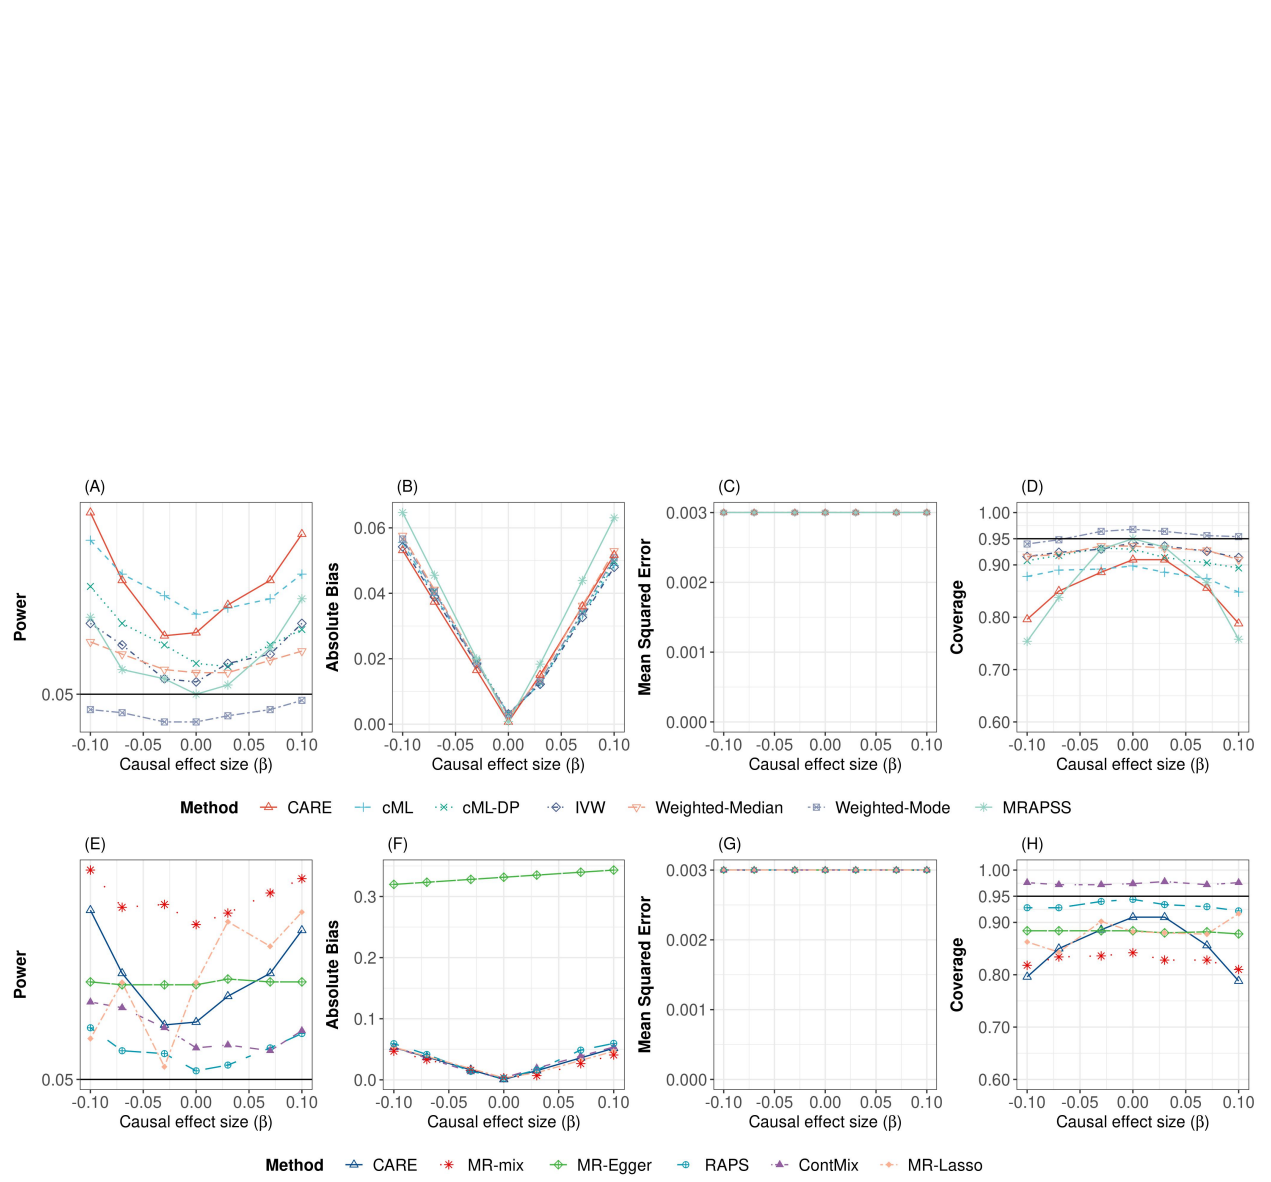 (A) (B) (C) (D)
Power
0.05
-0.10 -0.05 0.00 0.05 0.10
Causal effect size (β)
Absolute Bias
0.06
0.04
0.02
0.00
-0.10 -0.05 0.00 0.05 0.10
Causal effect size (β)
Mean Squared Error
0.003
0.002
0.001
0.000
-0.10 -0.05 0.00 0.05 0.10
Causal effect size (β)
Coverage
1.00
0.95
0.90
0.80
0.70
0.60
-0.10 -0.05 0.00 0.05 0.10
Causal effect size (β)
Method CARE cML cML-DP IVW Weighted-Median Weighted-Mode MRAPSS
(E) (F) (G) (H)
Power
0.05
-0.10 -0.05 0.00 0.05 0.10
Causal effect size (β)
Absolute Bias
0.3
0.2
0.1
0.0
-0.10 -0.05 0.00 0.05 0.10
Causal effect size (β)
Mean Squared Error
0.003
0.002
0.001
0.000
-0.10 -0.05 0.00 0.05 0.10
Causal effect size (β)
Coverage
1.00
0.95
0.90
0.80
0.70
0.60
-0.10 -0.05 0.00 0.05 0.10
Causal effect size (β)
Method CARE MR-mix MR-Egger RAPS ContMix MR-Lasso